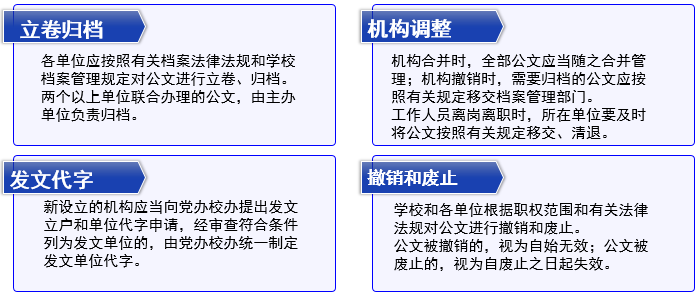 立卷归档
各单位应按照有关档案法律法规和学校
档案管理规定对公文进行立卷、归档。
两个以上单位联合办理的公文，由主办
单位负责归档。
机构调整
机构合并时，全部公文应当随之合并管
理；机构撤销时，需要归档的公文应按
照有关规定移交档案管理部门。
工作人员离岗离职时，所在单位要及时
将公文按照有关规定移交、清退。
发文代字
新设立的机构应当向党办校办提出发文
立户和单位代字申请，经审查符合条件
列为发文单位的，由党办校办统一制定
发文单位代字。
撤销和废止
学校和各单位根据职权范围和有关法律
法规对公文进行撤销和废止。
公文被撤销的，视为自始无效；公文被
废止的，视为自废止之日起失效。